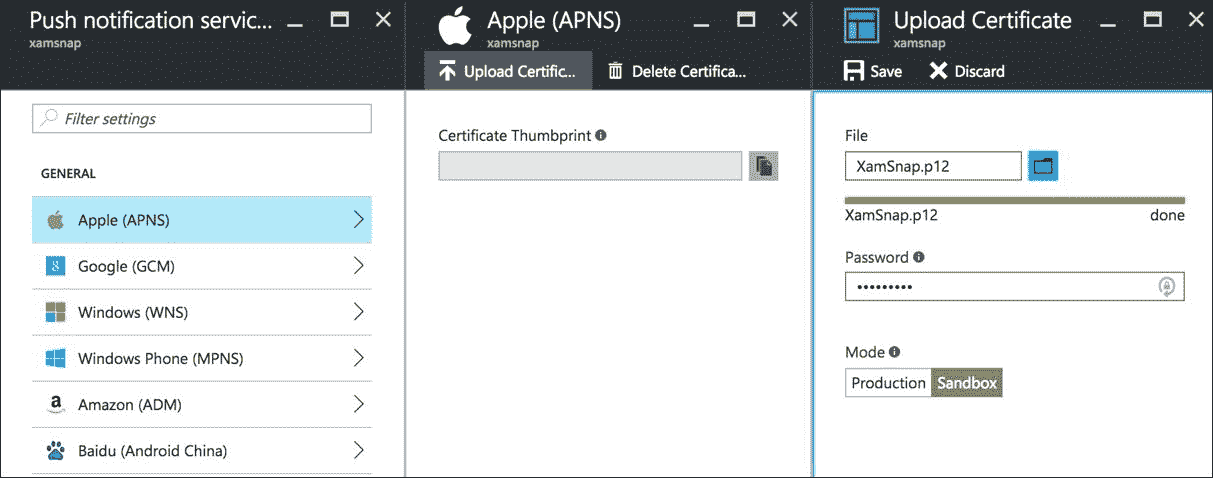 Push notification servic...
xamsnap
Filter settings
GENERAL
Apple (APNS)
Google (GCM)
Windows (WNS)
Windows Phone (MPNS)
Amazon (ADM)
Baidu (Android China)
Apple (APNS)
xamsnap
Upload Certific...
Delete Certifica...
Certificate Thumbprint
Upload Certificate
xamsnap
Save
Discard
File
XamSnap.p12
XamSnap.p12
done
Password
•••••••••
Mode
Production
Sandbox